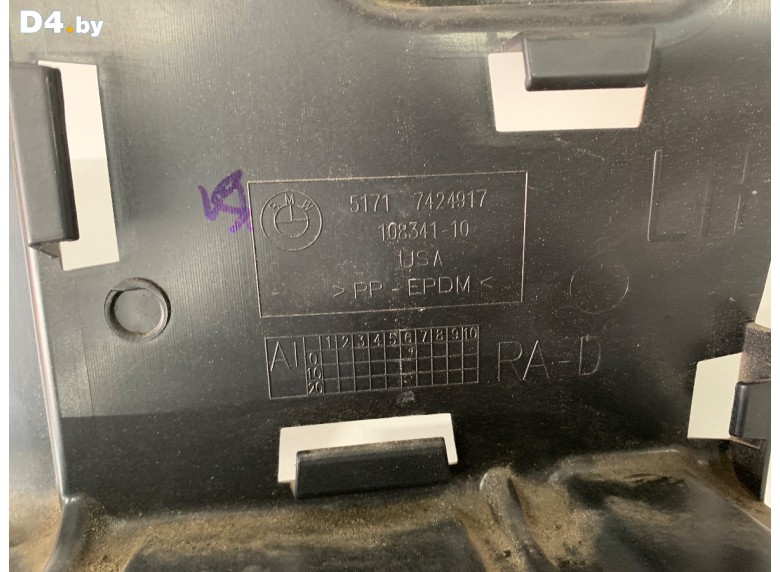 D4.by
LH
BMW
5171 7424917
108341-10
USA
- >PP-EPDM<
AI
1 2 3 4 5 6 7 8 9 10
0
10
20
RA-D